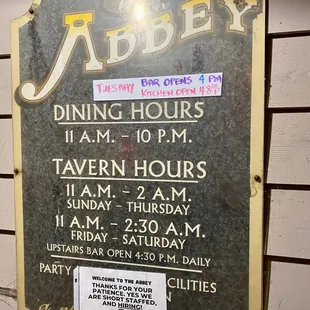 ABBEY
TUESDAY BAR OPENS 4 PM
KITCHEN OPEN 4-8PM
DINING HOURS
11 A.M. - 10 P.M.
TAVERN HOURS
11 A.M. - 2 A.M.
SUNDAY - THURSDAY
11 A.M. - 2:30 A.M.
FRIDAY - SATURDAY
UPSTAIRS BAR OPEN 4:30 P.M. DAILY
PARTY CILITIES
WELCOME TO THE ABBEY
THANKS FOR YOUR
PATIENCE, YES WE
ARE SHORT STAFFED,
AND HIRING!